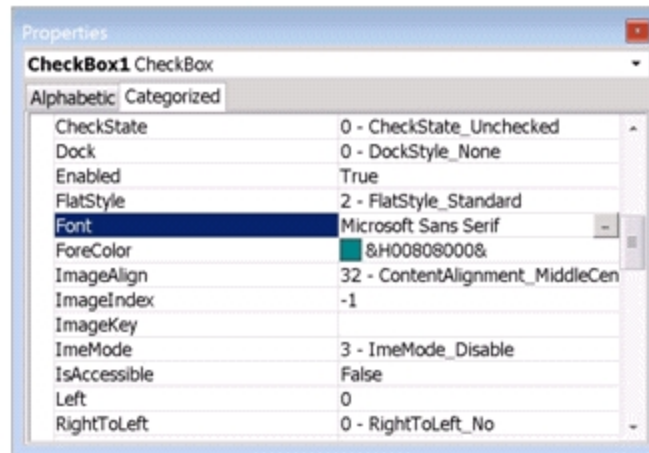 Properties
CheckBox1 CheckBox
Alphabetic Categorized
CheckState 0 - CheckState_Unchecked
Dock 0 - DockStyle_None
Enabled True
FlatStyle 2 - FlatStyle_Standard
Font Microsoft Sans Serif
ForeColor &H00808000&
ImageAlign 32 - ContentAlignment_MiddleCen
ImageIndex -1
ImageKey
ImeMode 3 - ImeMode_Disable
IsAccessible False
Left 0
RightToLeft 0 - RightToLeft_No